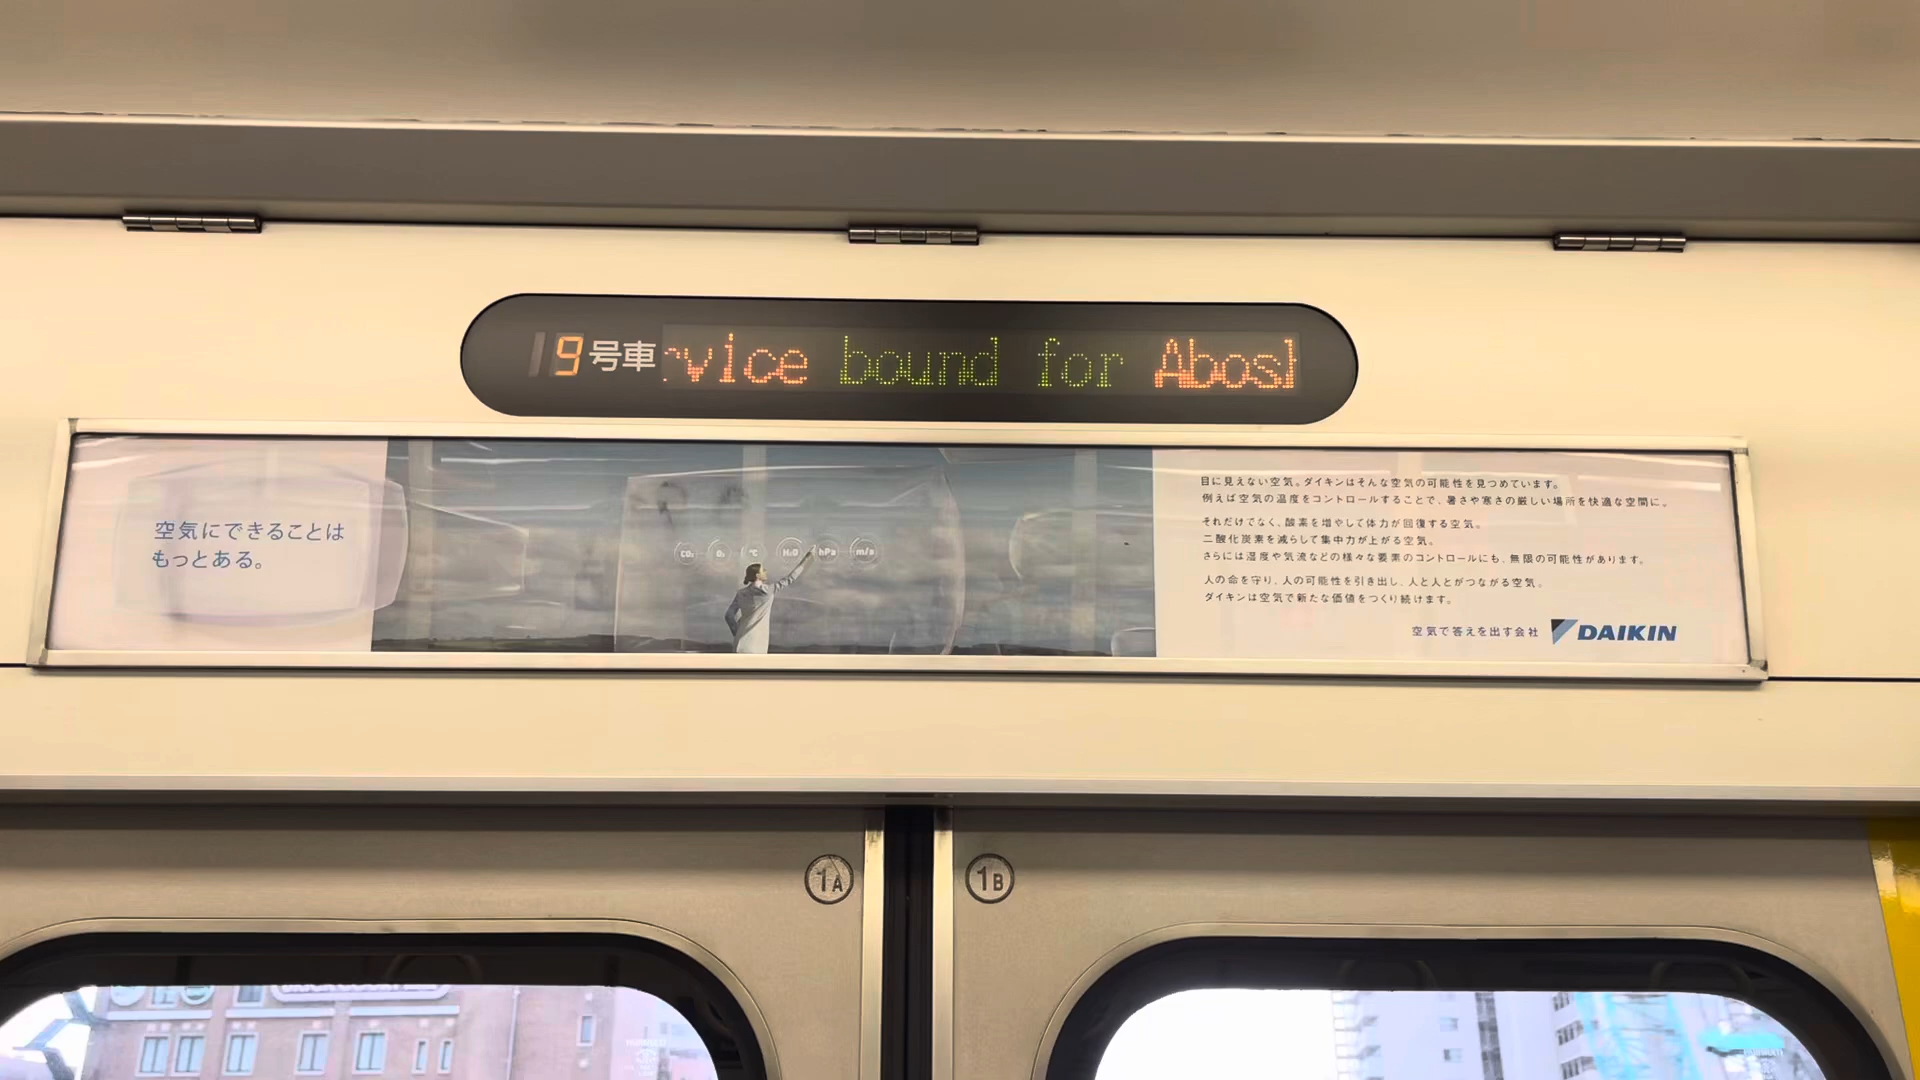 9号車 vice bound for Abosh
空気にできることは
もっとある。
CO₂ O₂ ℃ H₂O hPa m/s
目に見えない空気。ダイキンはそんな空気の可能性を見つめています。
例えば空気の温度をコントロールすることで、暑さや寒さの厳しい場所を快適な空間に。
それだけでなく、酸素を増やして体力が回復する空気。
二酸化炭素を減らして集中力が上がる空気。
さらには湿度や気流などの様々な要素のコントロールにも、無限の可能性があります。
人の命を守り、人の可能性を引き出し、人と人とがつながる空気。
ダイキンは空気で新たな価値をつくり続けます。
空気で答えを出す会社 DAIKIN
1A 1B